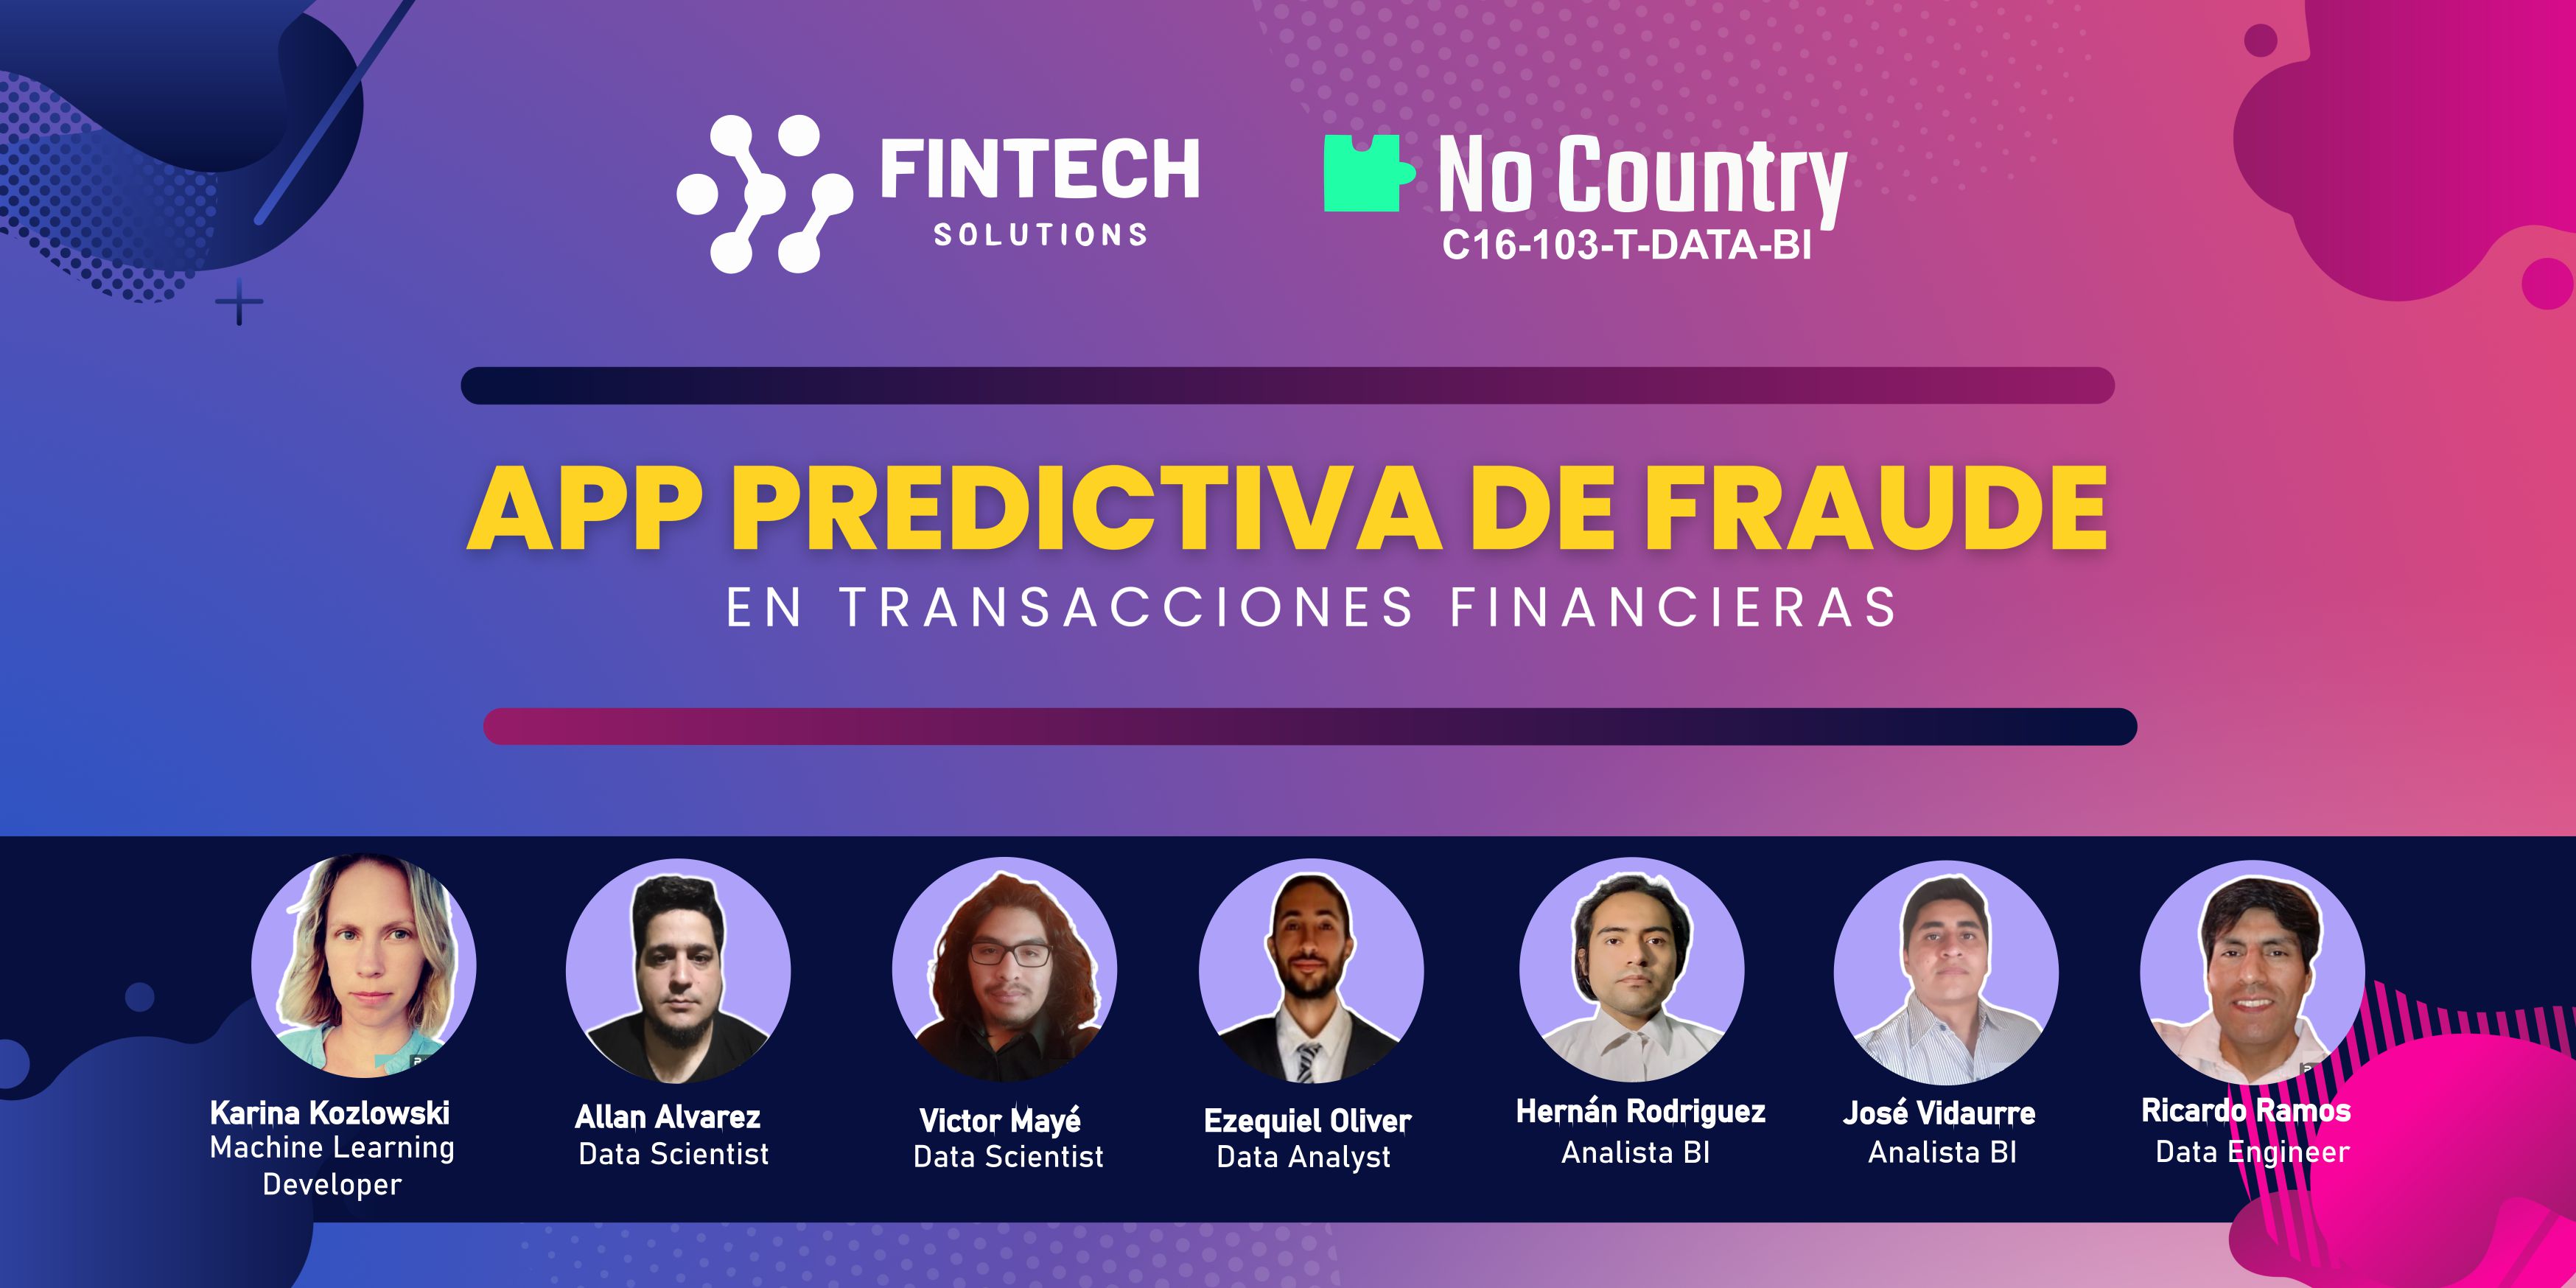 FINTECH
SOLUTIONS
No Country
C16-103-T-DATA-BI
APP PREDICTIVA DE FRAUDE
EN TRANSACCIONES FINANCIERAS
Karina Kozlowski
Machine Learning
Developer
Allan Alvarez
Data Scientist
Victor Mayé
Data Scientist
Ezequiel Oliver
Data Analyst
Hernán Rodriguez
Analista BI
José Vidaurre
Analista BI
Ricardo Ramos
Data Engineer